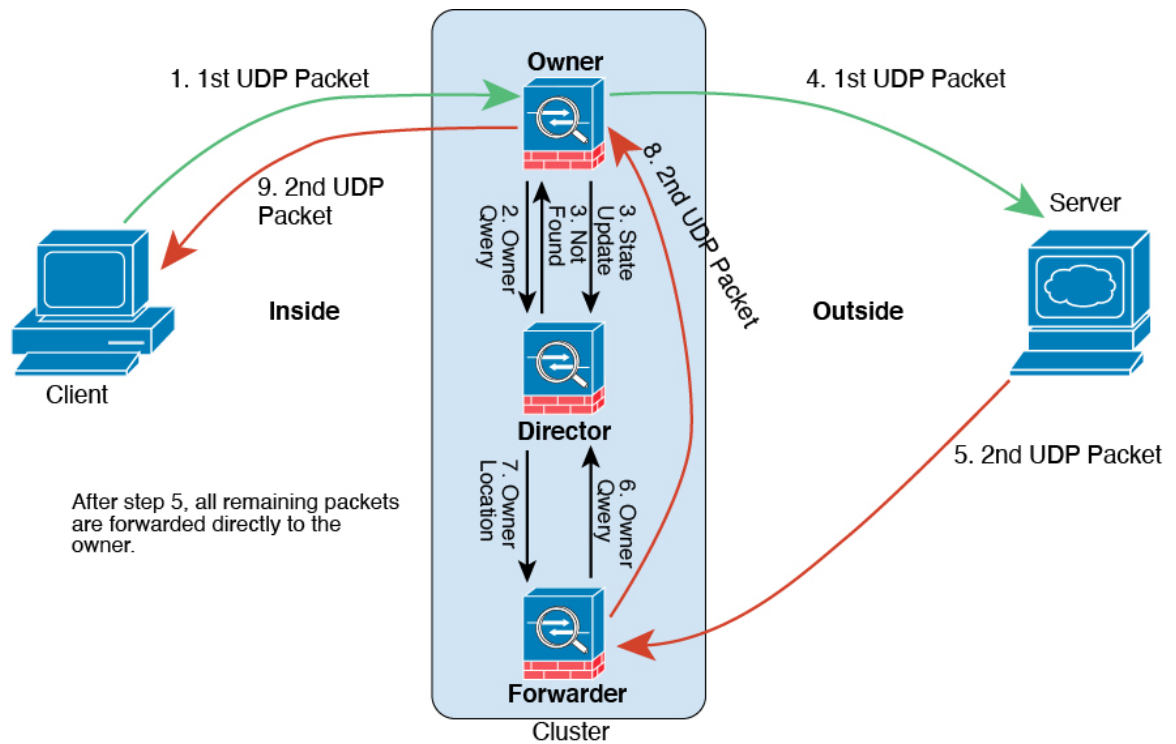 Owner
1. 1st UDP Packet
4. 1st UDP Packet
9. 2nd UDP
Packet
2. Owner
Qwery
3. Not
Found
3. State
Update
8. 2nd UDP Packet
Server
Inside
Outside
Client
Director
5. 2nd UDP Packet
7. Owner
Location
6. Owner
Qwery
After step 5, all remaining packets
are forwarded directly to the
owner.
Forwarder
Cluster